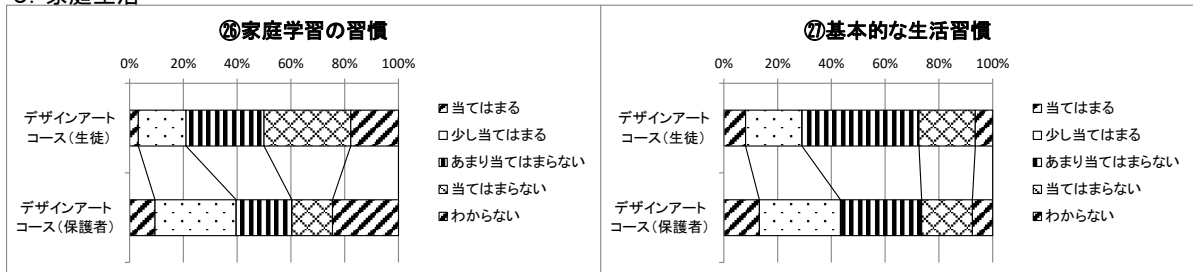 ㉖家庭学習の習慣
0% 20% 40% 60% 80% 100%
デザインアート
コース(生徒)
デザインアート
コース(保護者)
当てはまる
少し当てはまる
あまり当てはまらない
当てはまらない
わからない
㉗基本的な生活習慣
0% 20% 40% 60% 80% 100%
デザインアート
コース(生徒)
デザインアート
コース(保護者)
当てはまる
少し当てはまる
あまり当てはまらない
当てはまらない
わからない